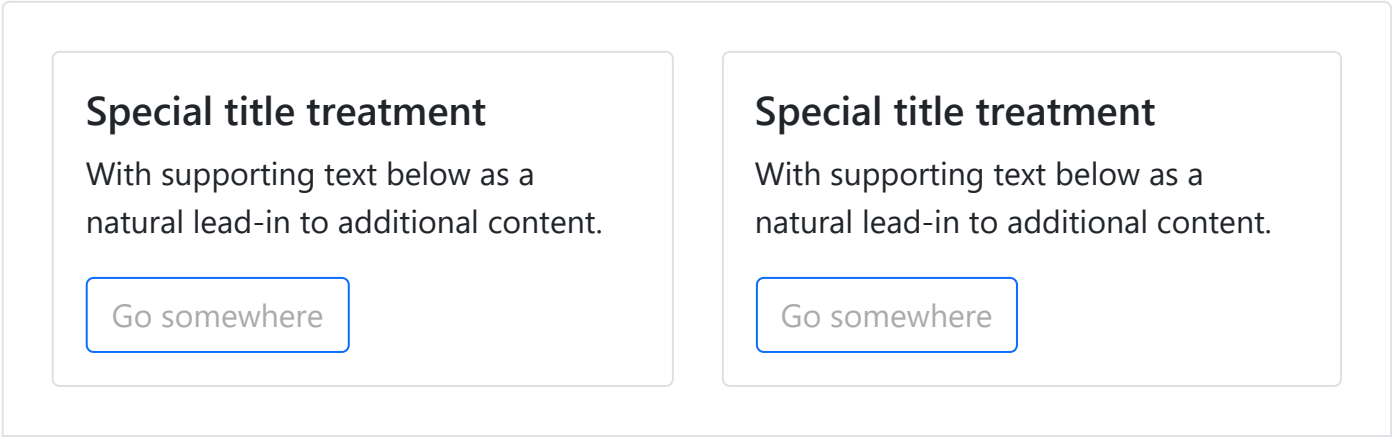 Special title treatment
With supporting text below as a
natural lead-in to additional content.
Go somewhere
Special title treatment
With supporting text below as a
natural lead-in to additional content.
Go somewhere